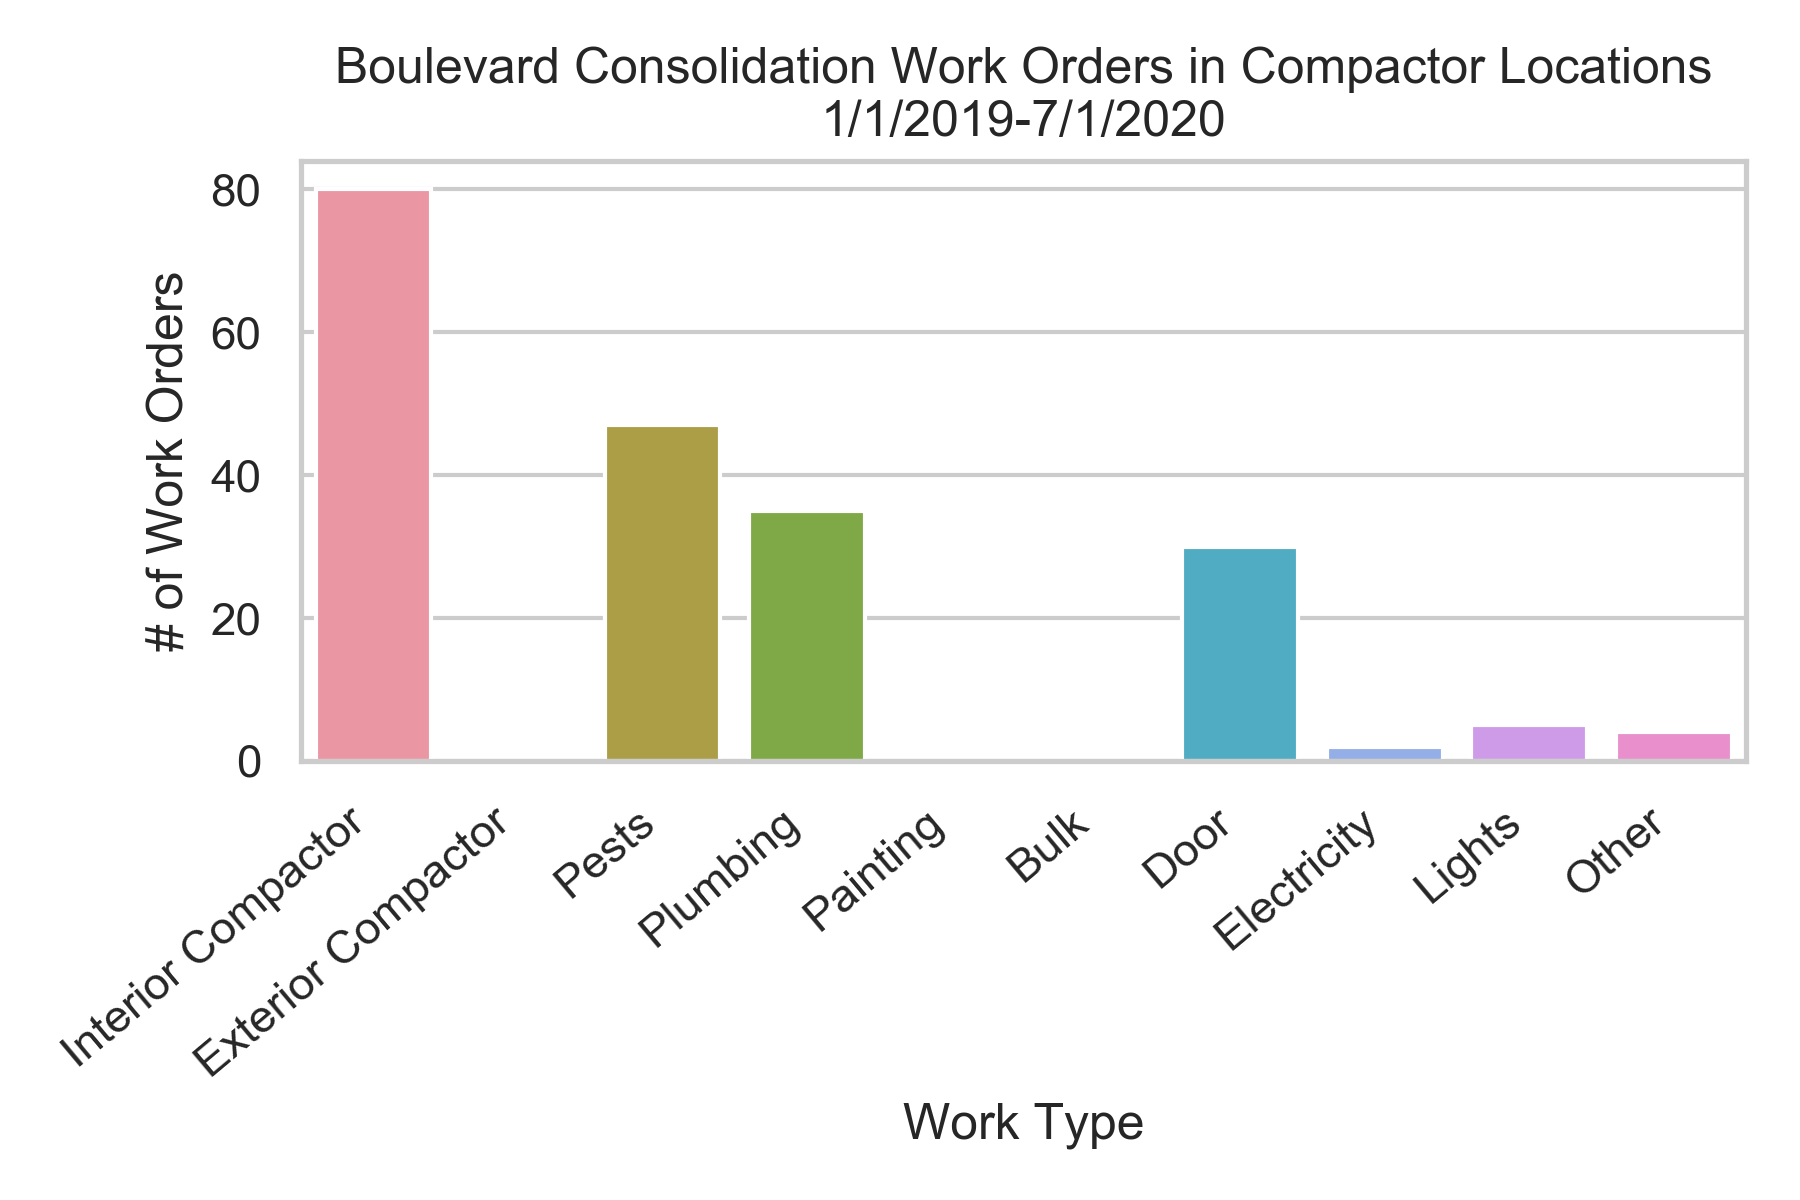 Boulevard Consolidation Work Orders in Compactor Locations
1/1/2019-7/1/2020
# of Work Orders
80
60
40
20
0
Interior Compactor
Exterior Compactor
Pests
Plumbing
Painting
Bulk
Door
Electricity
Lights
Other
Work Type